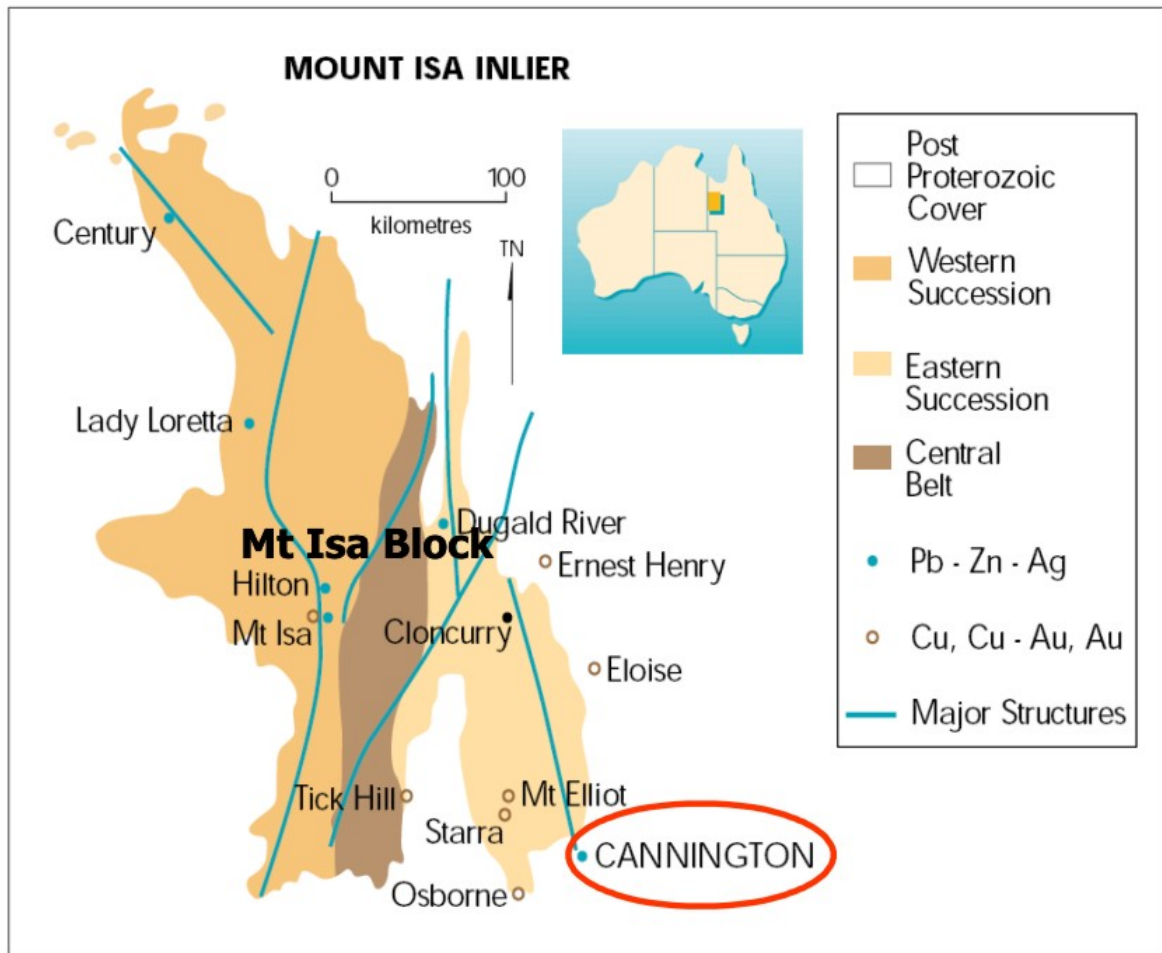 MOUNT ISA INLIER
0 100
kilometres
TN
Century
Lady Loretta
Mt Isa Block
Dugald River
Ernest Henry
Hilton
Mt Isa
Cloncurry
Eloise
Tick Hill
Mt Elliot
Starra
CANNINGTON
Osborne
Post
Proterozoic
Cover
Western
Succession
Eastern
Succession
Central
Belt
Pb - Zn - Ag
Cu, Cu - Au, Au
Major Structures